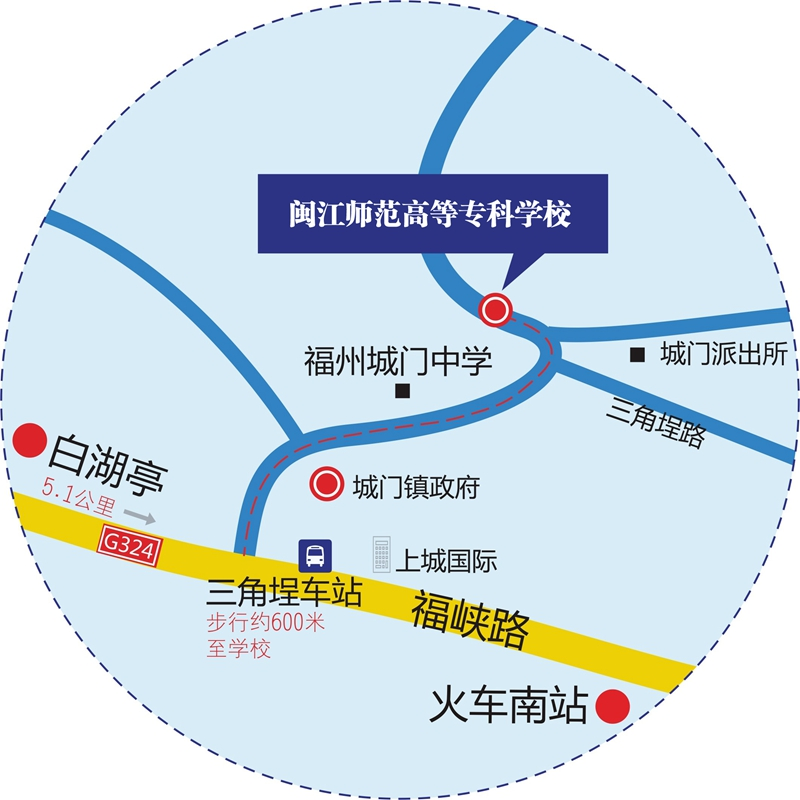 闽江师范高等专科学校
福州城门中学
城门派出所
三角埕路
白湖亭
5.1公里
城门镇政府
G324
上城国际
三角埕车站
步行约600米
至学校
福峡路
火车南站